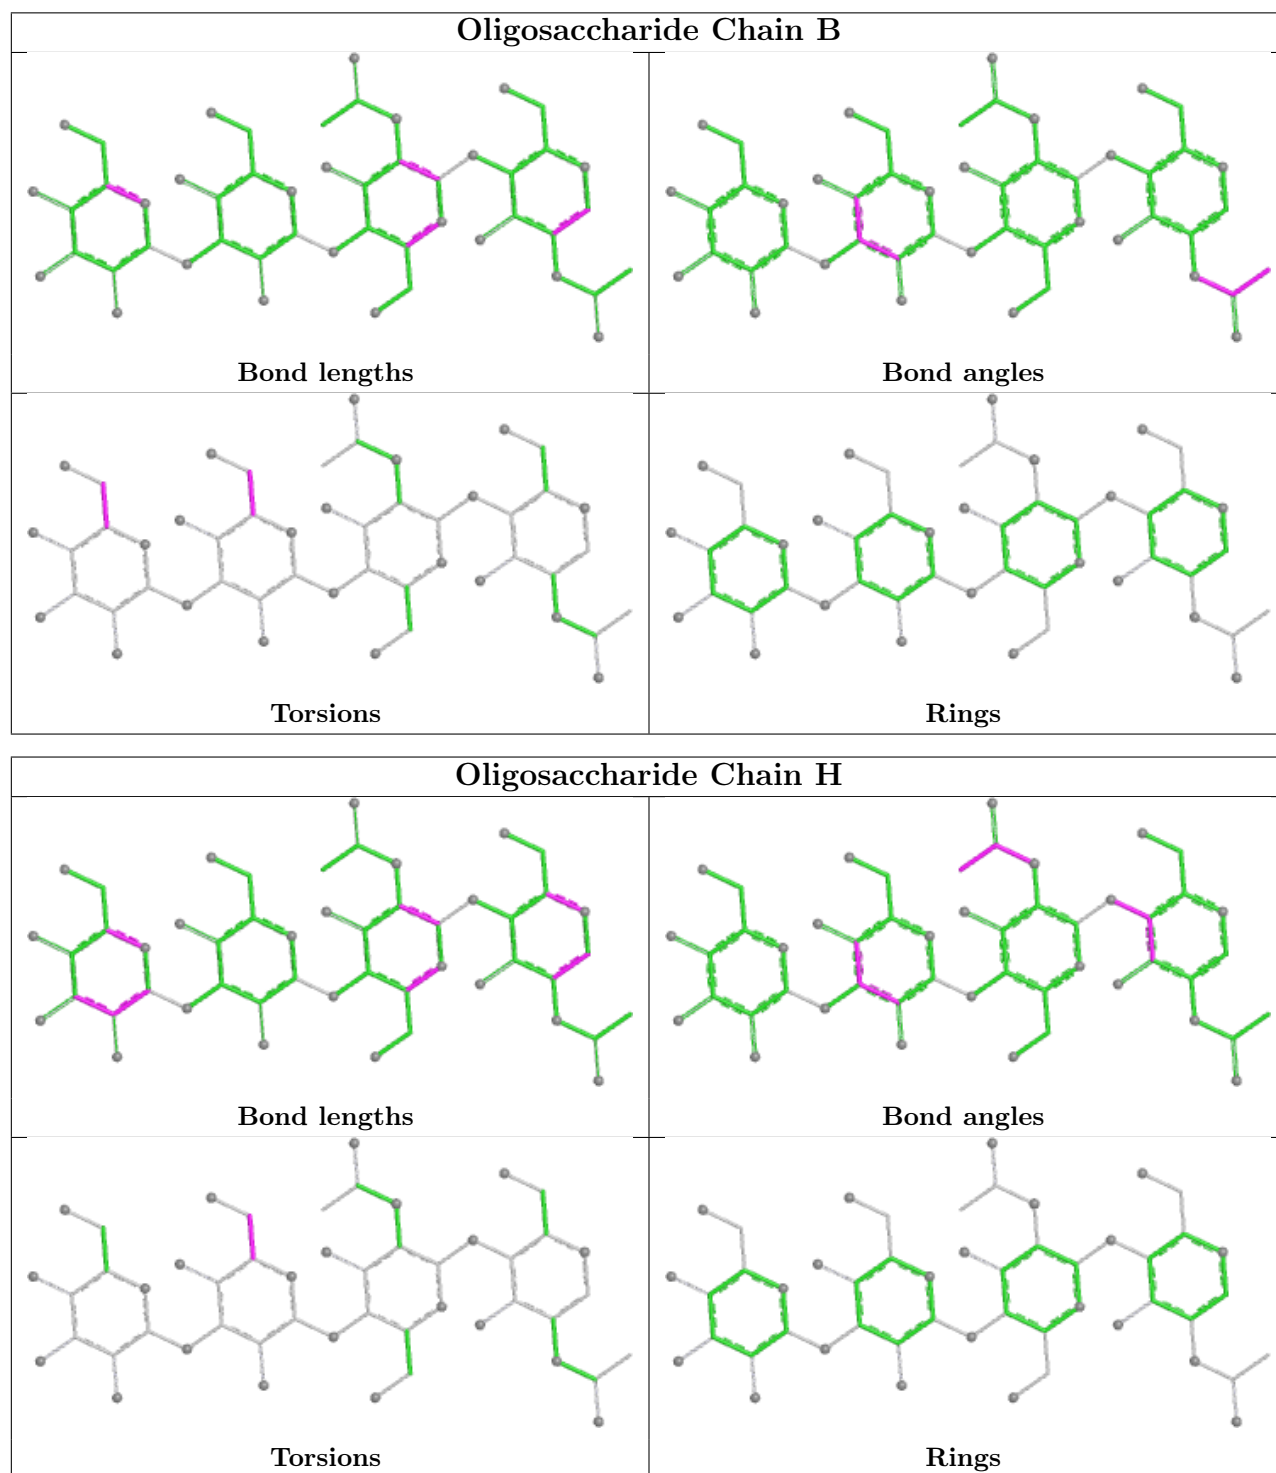 Oligosaccharide Chain B
Bond lengths
Bond angles
Torsions
Rings
Oligosaccharide Chain H
Bond lengths
Bond angles
Torsions
Rings